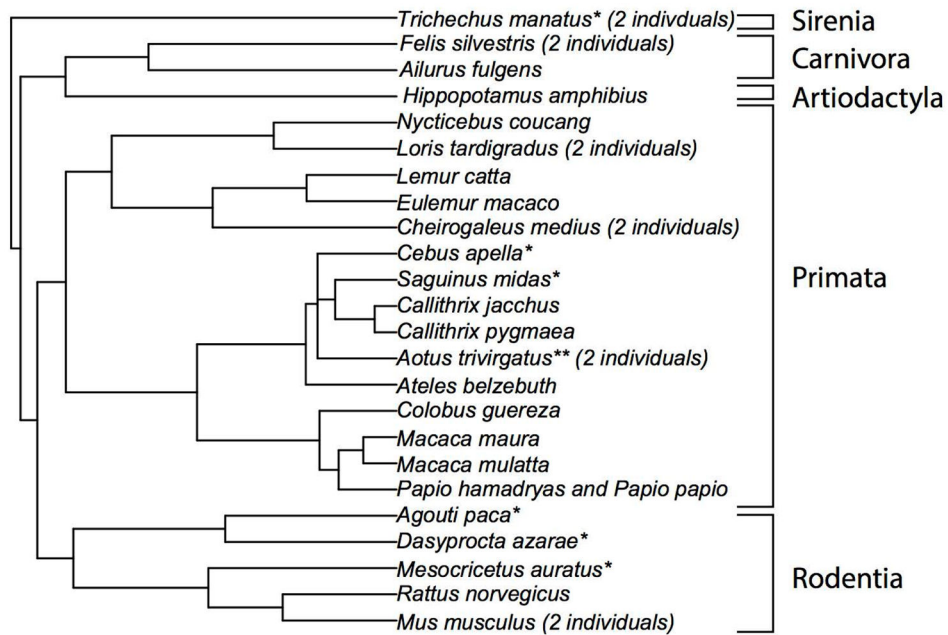 Trichechus manatus* (2 indivduals)
Sirenia
Felis silvestris (2 individuals)
Carnivora
Ailurus fulgens
Hippopotamus amphibius
Artiodactyla
Nycticebus coucang
Loris tardigradus (2 individuals)
Lemur catta
Eulemur macaco
Cheirogaleus medius (2 individuals)
Cebus apella*
Saguinus midas*
Primata
Callithrix jacchus
Callithrix pygmaea
Aotus trivirgatus** (2 individuals)
Ateles belzebuth
Colobus guereza
Macaca maura
Macaca mulatta
Papio hamadryas and Papio papio
Agouti paca*
Dasyprocta azarae*
Mesocricetus auratus*
Rodentia
Rattus norvegicus
Mus musculus (2 individuals)